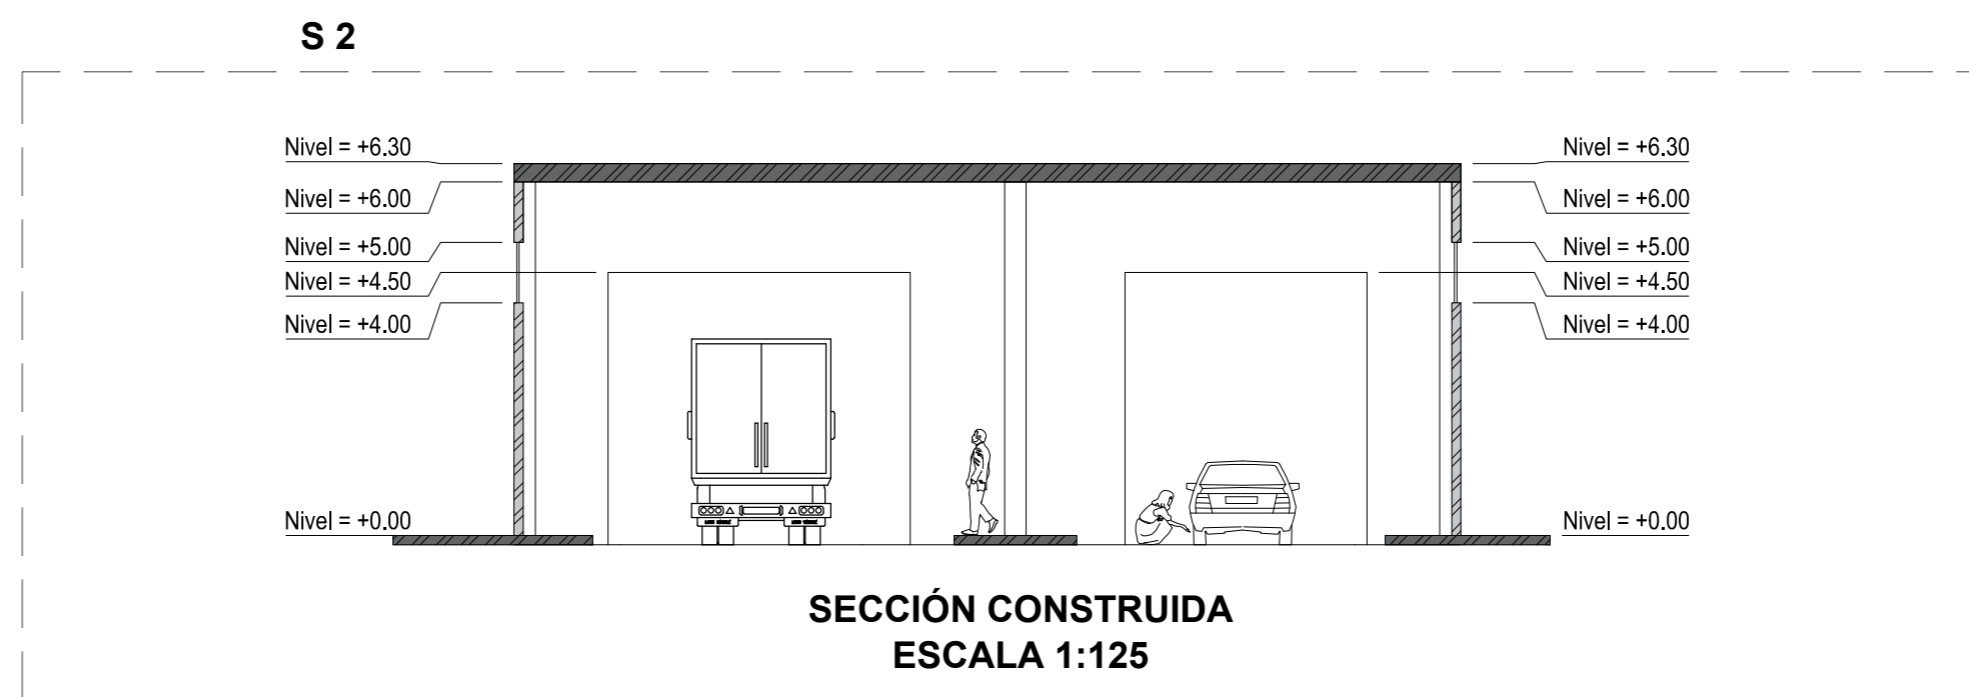 S 2
Nivel = +6.30
Nivel = +6.30
Nivel = +6.00
Nivel = +6.00
Nivel = +5.00
Nivel = +5.00
Nivel = +4.50
Nivel = +4.50
Nivel = +4.00
Nivel = +4.00
Nivel = +0.00
Nivel = +0.00
SECCIÓN CONSTRUIDA
ESCALA 1:125